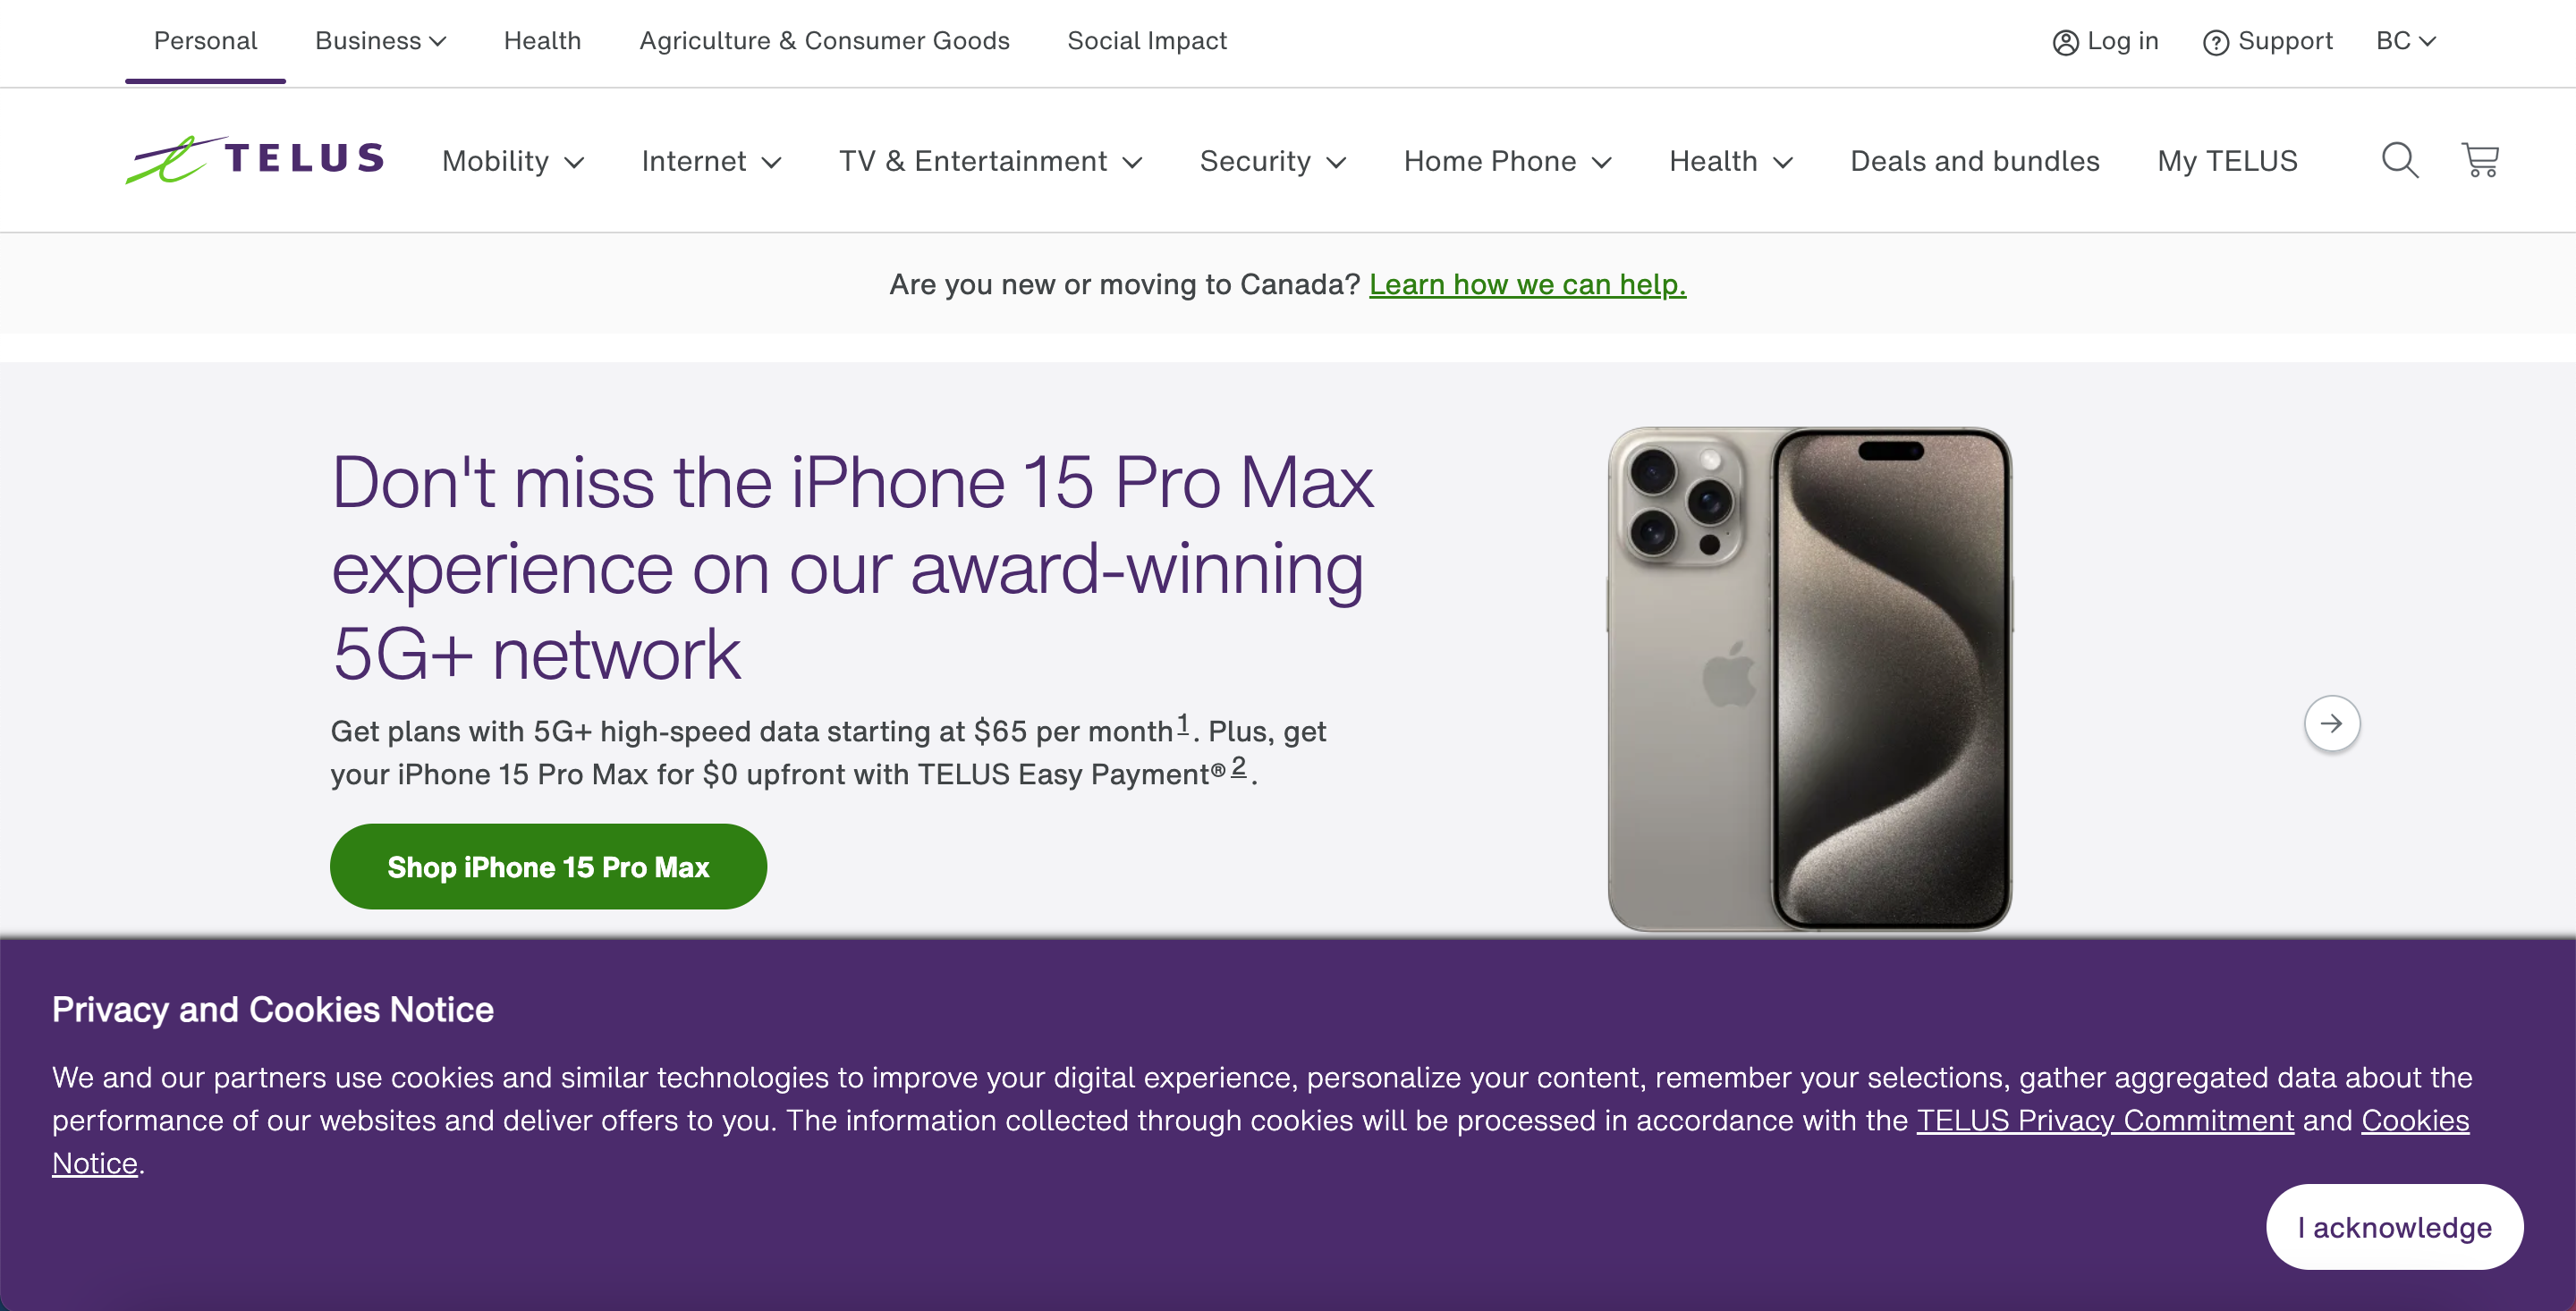 Personal Business Health Agriculture & Consumer Goods Social Impact Log in Support BC
TELUS Mobility Internet TV & Entertainment Security Home Phone Health Deals and bundles My TELUS
Are you new or moving to Canada? Learn how we can help.
Don't miss the iPhone 15 Pro Max
experience on our award-winning
5G+ network
Get plans with 5G+ high-speed data starting at $65 per month1. Plus, get
your iPhone 15 Pro Max for $0 upfront with TELUS Easy Payment®2.
Shop iPhone 15 Pro Max
Privacy and Cookies Notice
We and our partners use cookies and similar technologies to improve your digital experience, personalize your content, remember your selections, gather aggregated data about the
performance of our websites and deliver offers to you. The information collected through cookies will be processed in accordance with the TELUS Privacy Commitment and Cookies
Notice.
I acknowledge